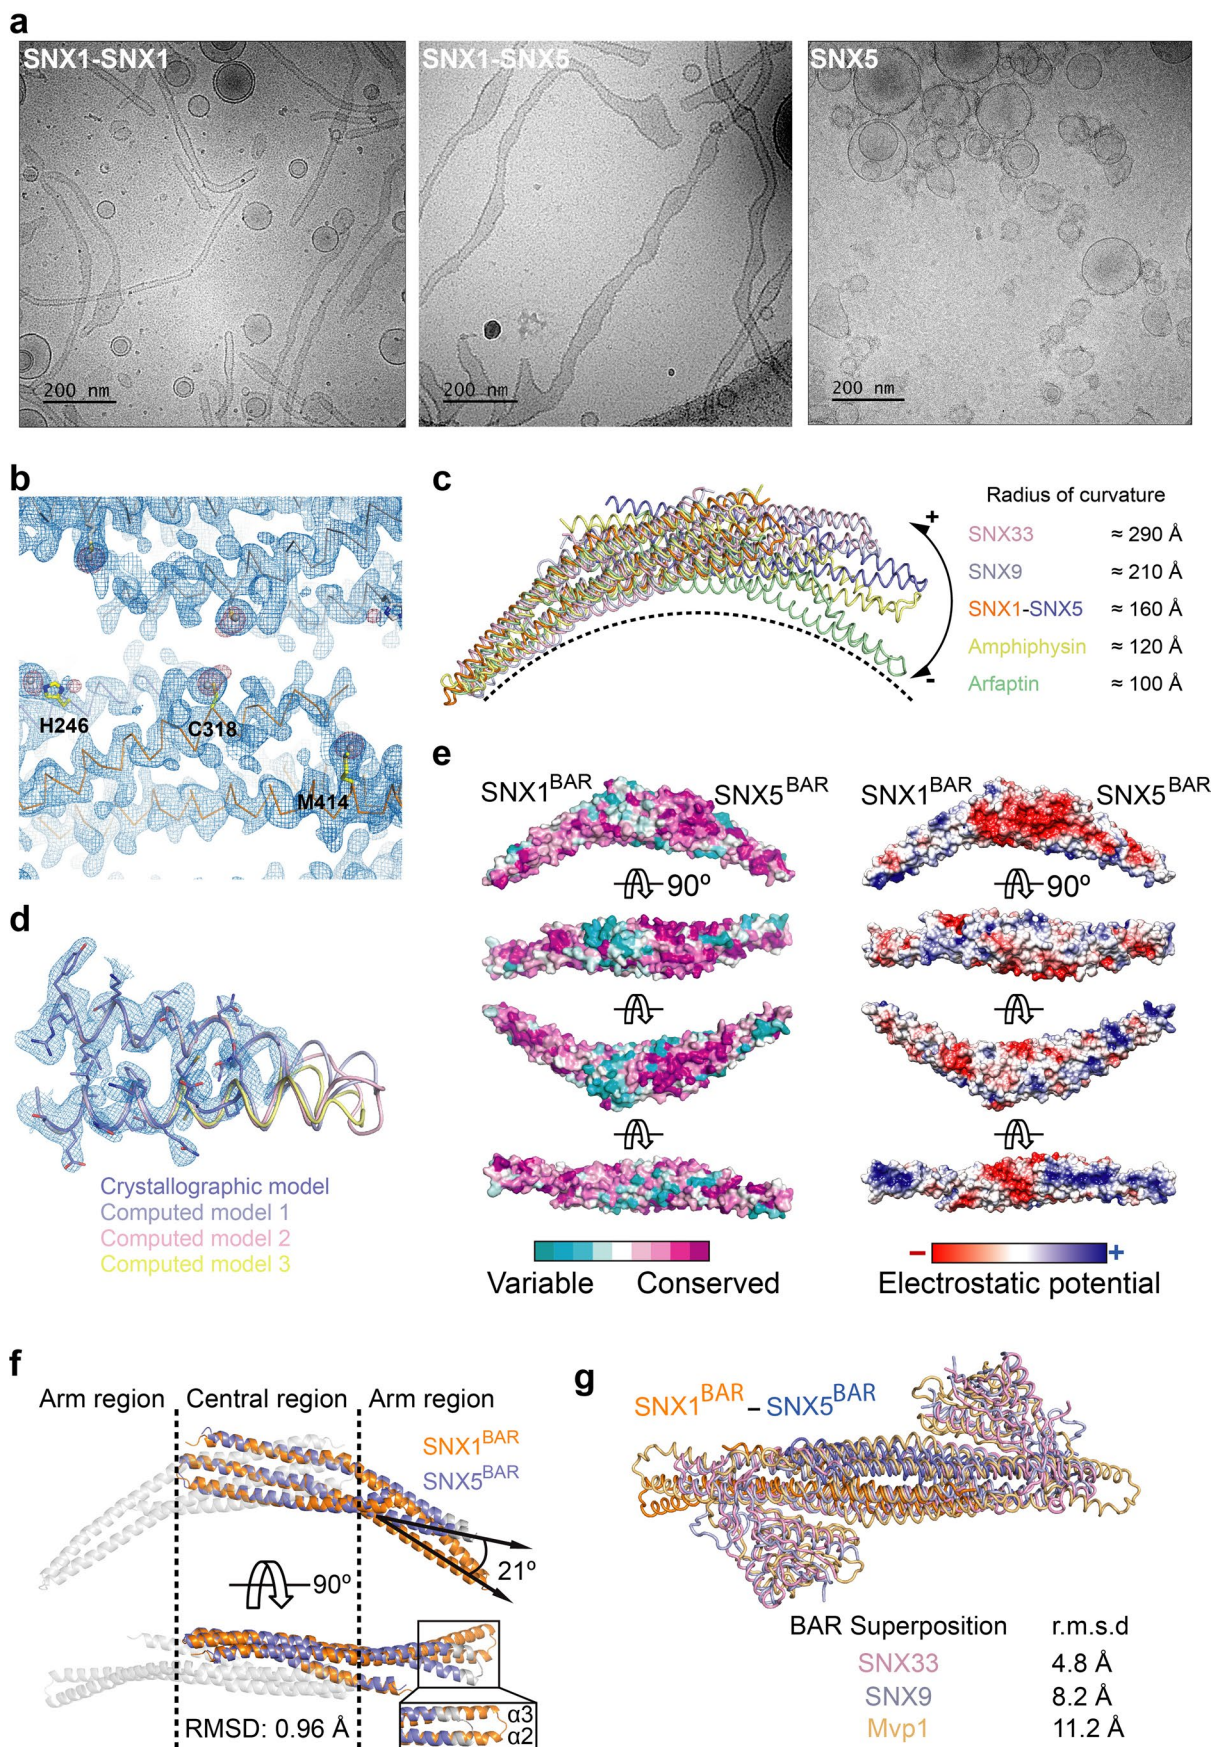 a
SNX1-SNX1
SNX1-SNX5
SNX5
200 nm
200 nm
200 nm
b
H246
C318
M414
c
Radius of curvature
SNX33 ≈ 290 Å
SNX9 ≈ 210 Å
SNX1-SNX5 ≈ 160 Å
Amphiphysin ≈ 120 Å
Arfaptin ≈ 100 Å
+
-
d
Crystallographic model
Computed model 1
Computed model 2
Computed model 3
e
SNX1BAR
SNX5BAR
SNX1BAR
SNX5BAR
90º
90º
Variable
Conserved
− +
Electrostatic potential
f
Arm region
Central region
Arm region
SNX1BAR
SNX5BAR
21º
90º
α3
α2
RMSD: 0.96 Å
g
SNX1BAR – SNX5BAR
BAR Superposition r.m.s.d
SNX33 4.8 Å
SNX9 8.2 Å
Mvp1 11.2 Å